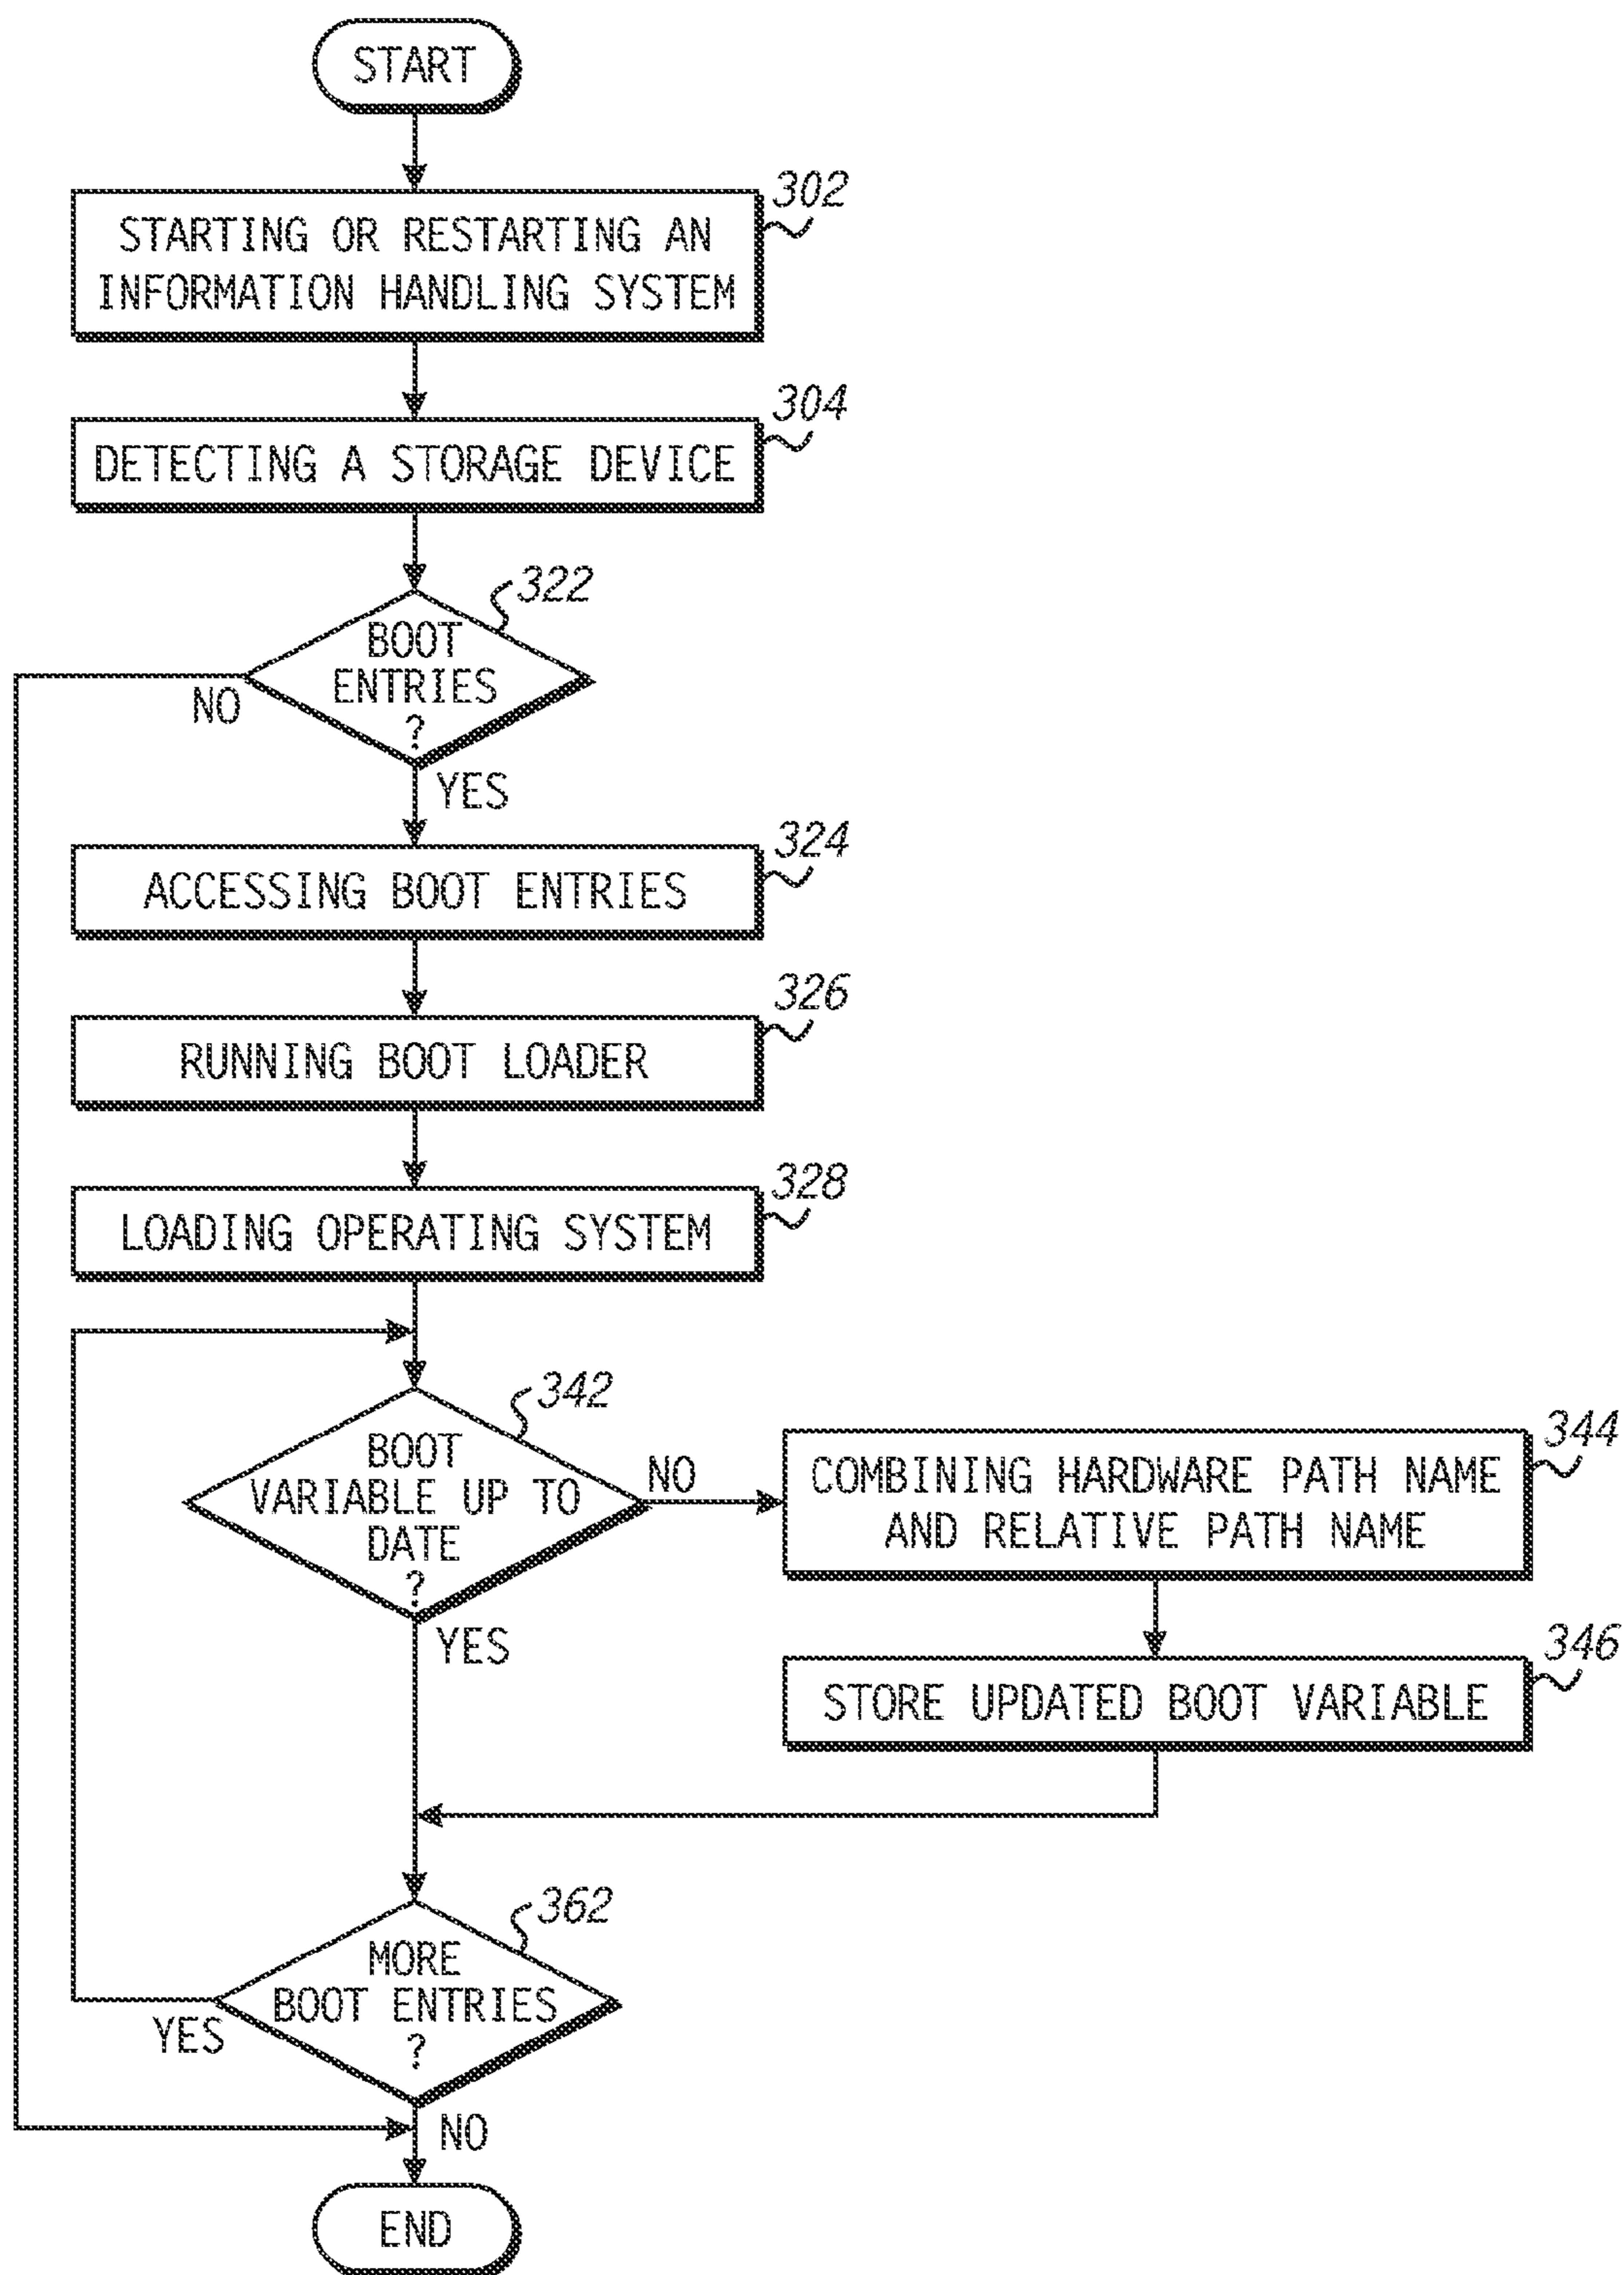 START
302
STARTING OR RESTARTING AN
INFORMATION HANDLING SYSTEM
304
DETECTING A STORAGE DEVICE
322
BOOT
ENTRIES
?
NO
YES
324
ACCESSING BOOT ENTRIES
326
RUNNING BOOT LOADER
328
LOADING OPERATING SYSTEM
342
BOOT
VARIABLE UP TO
DATE
?
NO
YES
344
COMBINING HARDWARE PATH NAME
AND RELATIVE PATH NAME
346
STORE UPDATED BOOT VARIABLE
362
MORE
BOOT ENTRIES
?
YES
NO
END